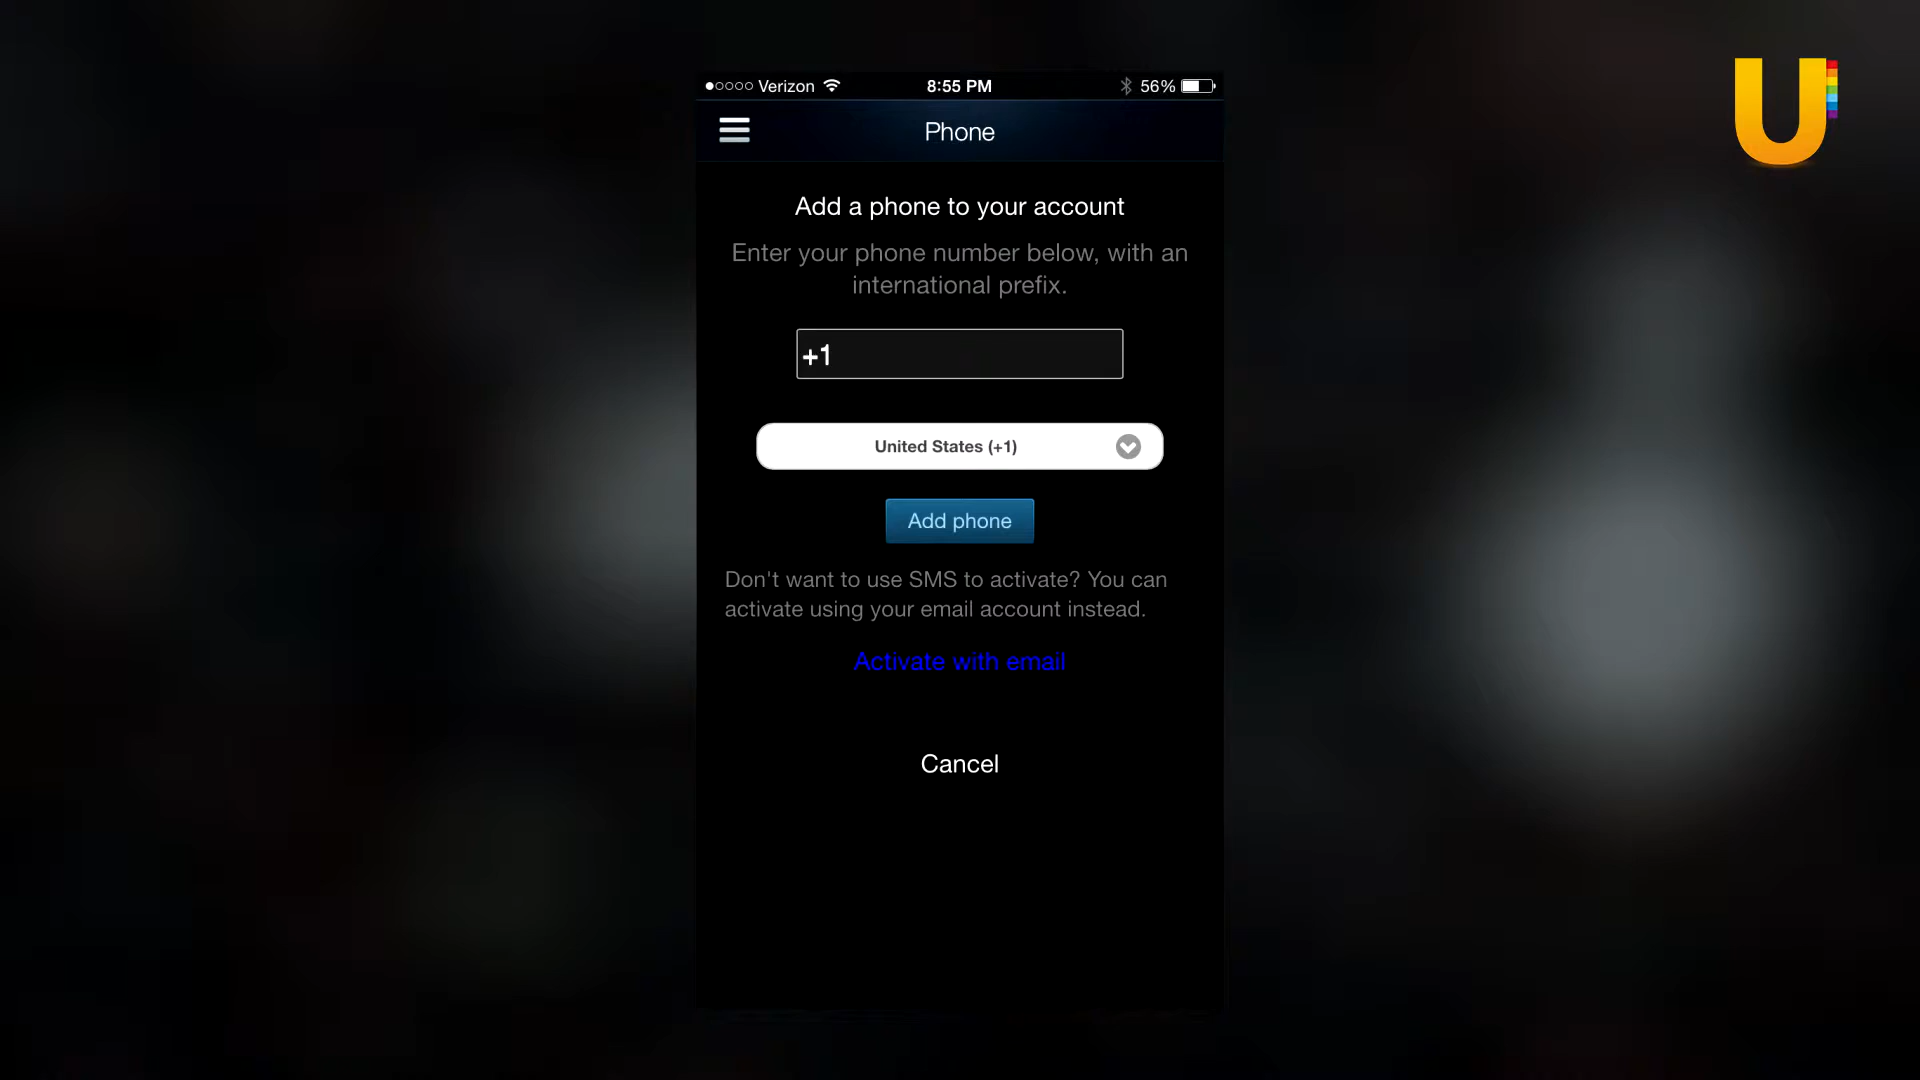 Verizon 8:55 PM 56%
Phone
Add a phone to your account
Enter your phone number below, with an
international prefix.
+1
United States (+1)
Add phone
Don't want to use SMS to activate? You can
activate using your email account instead.
Activate with email
Cancel
U